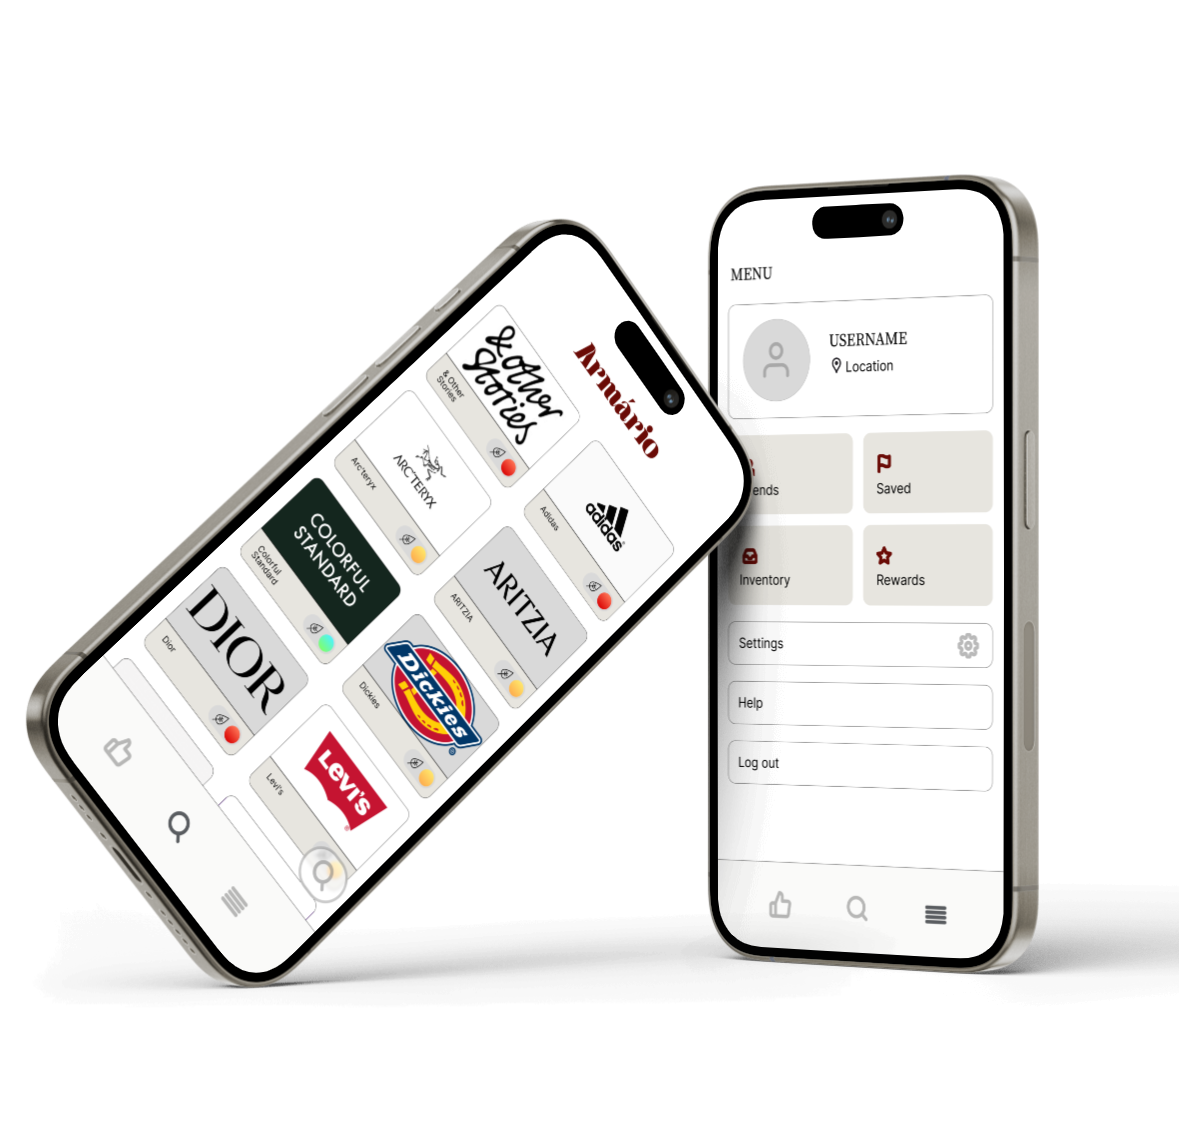 Armário
& other
Stories
& Other
Stories
adidas
Adidas
ARC'TERYX
Arc'teryx
ARITZIA
ARITZIA
COLORFUL
STANDARD
Colorful
Standard
Dickies
Dickies
DIOR
Dior
Levi's
Levi's
MENU
USERNAME
Location
ends
Saved
Inventory
Rewards
Settings
Help
Log out